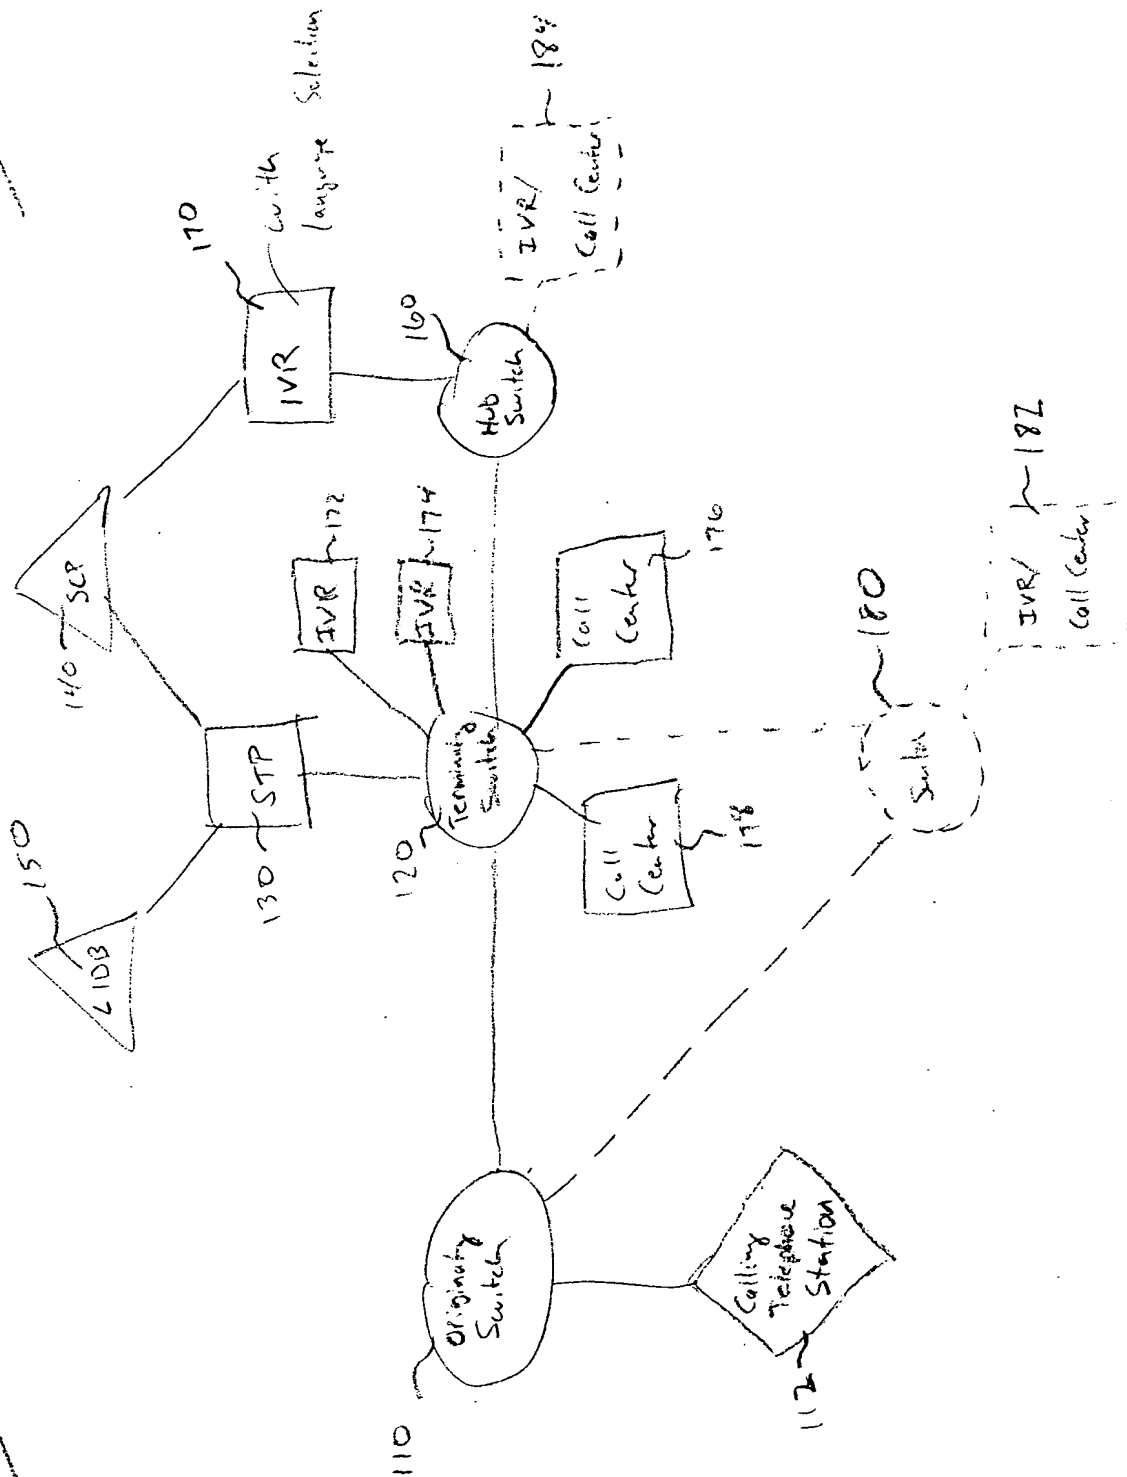 150
LIDB
140
SCP
130
STP
170
IVR
with
language Selection
IVR
172
IVR
174
160
Hub
Switch
184
IVR/
Call Center
110
Originating
Switch
120
Terminating
Switch
Call
Center
178
Call
Center
176
112
Calling
Telephone
Station
180
Switch
182
IVR/
Call Center